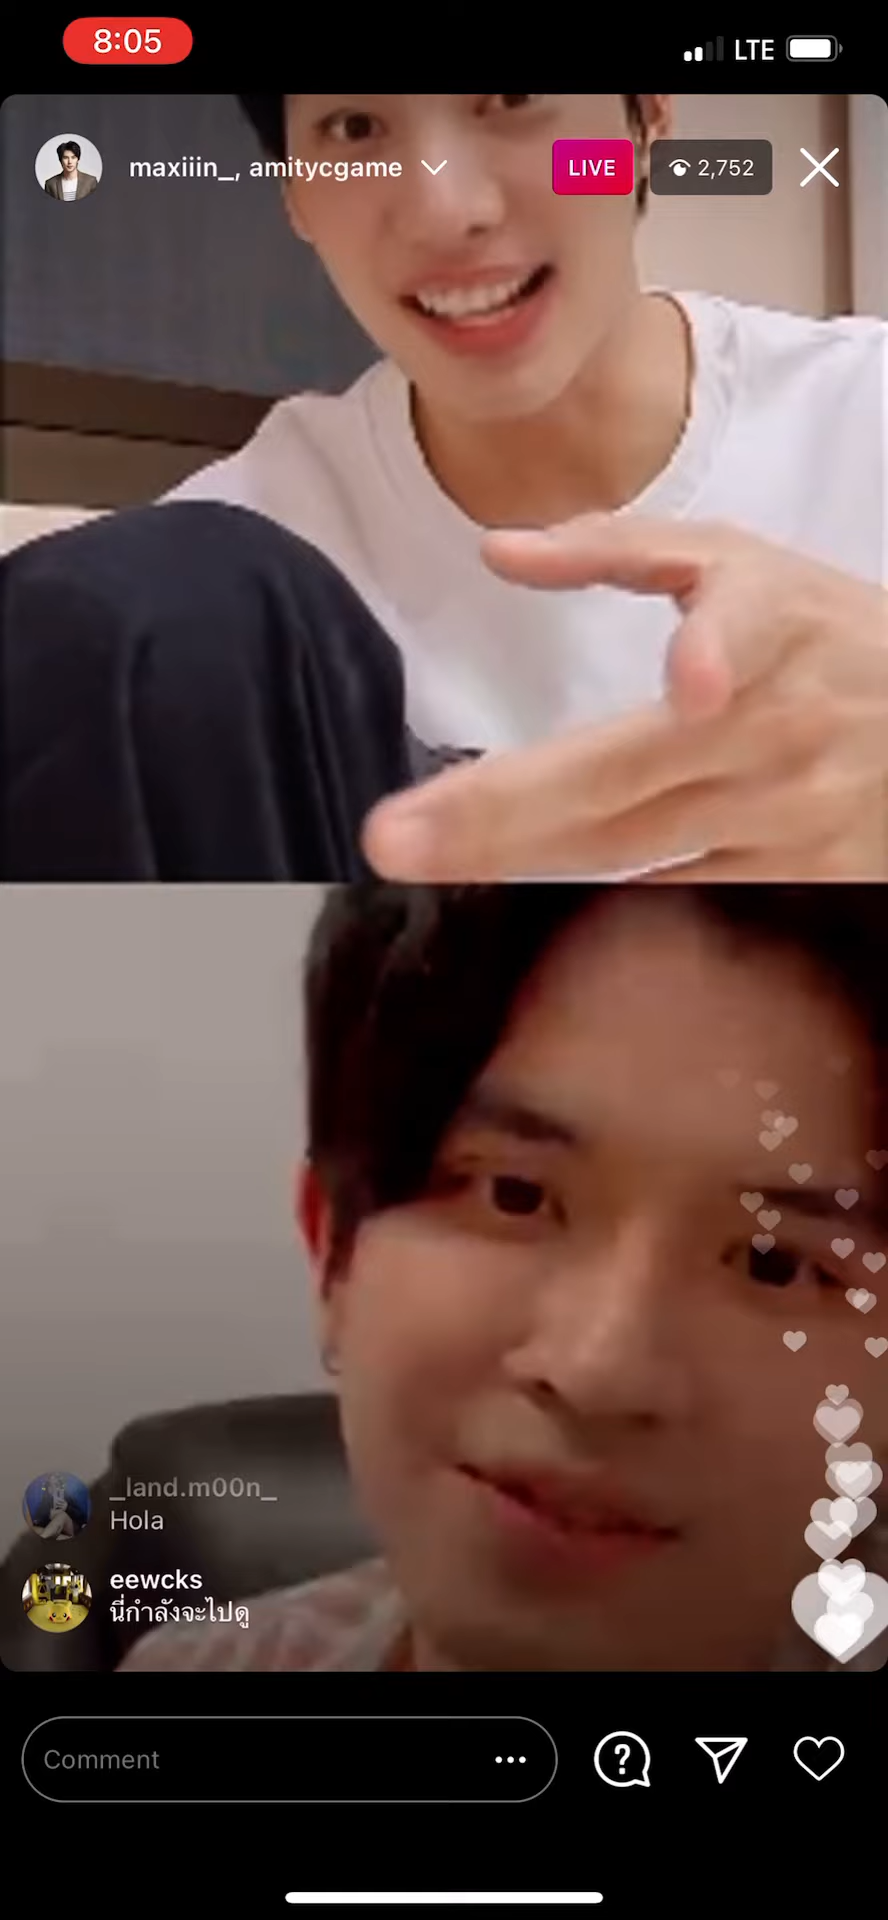 8:05
LTE
maxiiin_, amitycgame
LIVE
2,752
_land.m00n_
Hola
eewcks
นี่กำลังจะไปดู
Comment